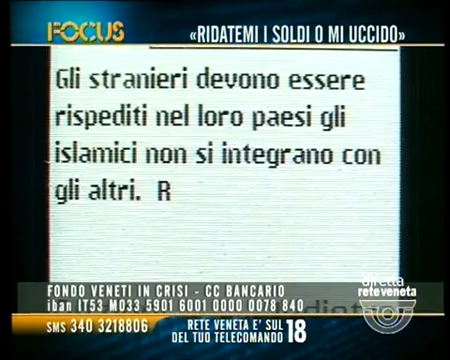 FOCUS
«RIDATEMI I SOLDI O MI UCCIDO»
Gli stranieri devono essere
rispediti nel loro paesi gli
islamici non si integrano con
gli altri. R
FONDO VENETI IN CRISI - CC BANCARIO
iban IT53 M033 5901 6001 0000 0078 840
diretta
reteveneta
SMS 340 3218806
RETE VENETA E' SUL
DEL TUO TELECOMANDO 18